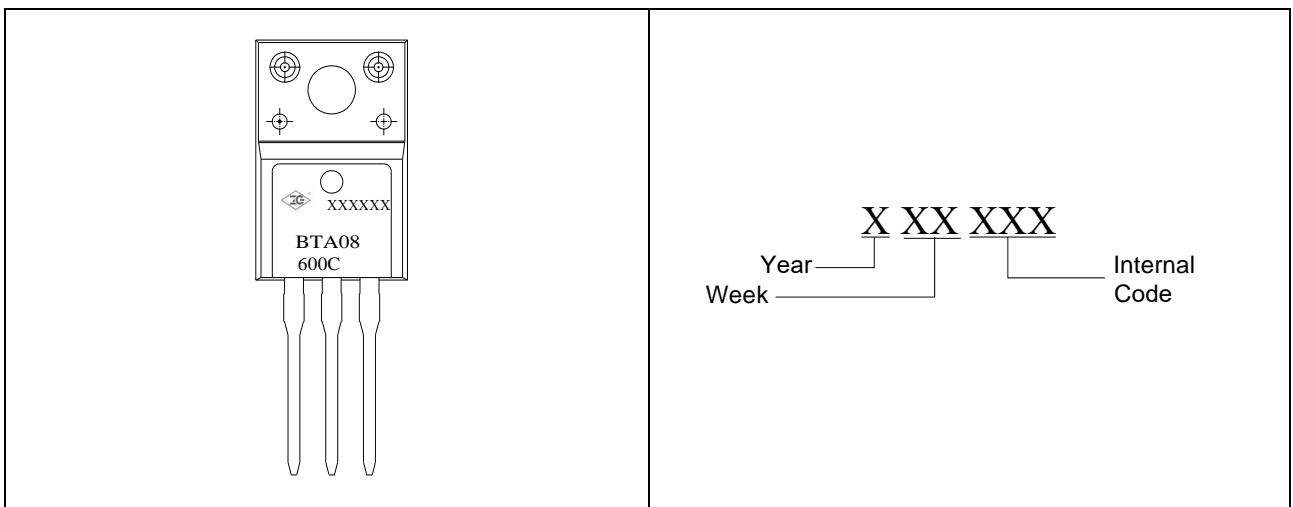 XXXXXX
BTA08
600C
X XX XXX
Year
Week
Internal
Code